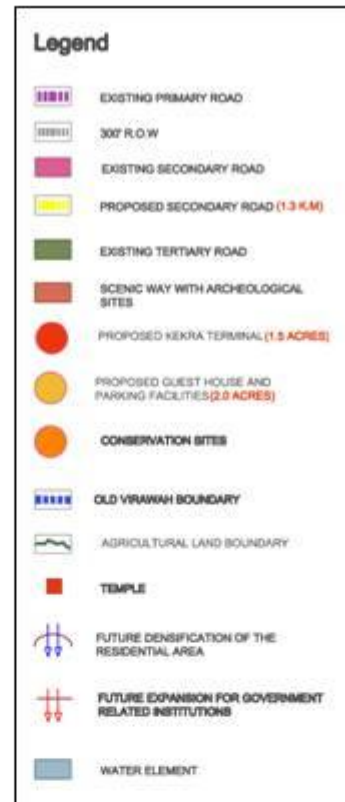 Legend
EXISTING PRIMARY ROAD
300' R.O.W
EXISTING SECONDARY ROAD
PROPOSED SECONDARY ROAD (1.3 K.M)
EXISTING TERTIARY ROAD
SCENIC WAY WITH ARCHEOLOGICAL
SITES
PROPOSED KEKRA TERMINAL (1.5 ACRES)
PROPOSED GUEST HOUSE AND
PARKING FACILITIES (2.0 ACRES)
CONSERVATION SITES
OLD VIRAWAH BOUNDARY
AGRICULTURAL LAND BOUNDARY
TEMPLE
FUTURE DENSIFICATION OF THE
RESIDENTIAL AREA
FUTURE EXPANSION FOR GOVERNMENT
RELATED INSTITUTIONS
WATER ELEMENT